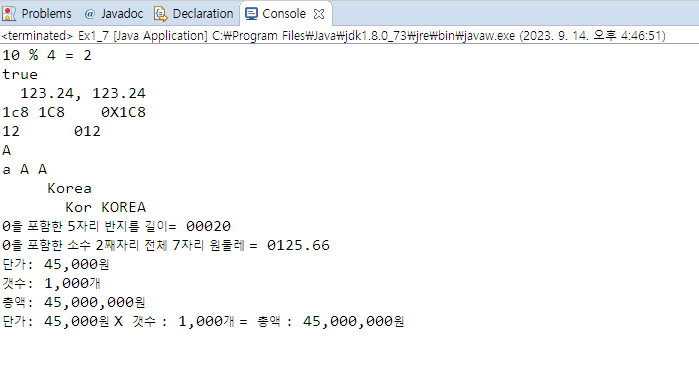 Problems @ Javadoc Declaration Console
<terminated> Ex1_7 [Java Application] C:₩Program Files₩Java₩jdk1.8.0_73₩jre₩bin₩javaw.exe (2023. 9. 14. 오후 4:46:51)
10 % 4 = 2
true
  123.24, 123.24
1c8 1C8    0X1C8
12      012
A
a A A
     Korea
       Kor KOREA
0을 포함한 5자리 반지름 길이= 00020
0을 포함한 소수 2째자리 전체 7자리 원둘레 = 0125.66
단가: 45,000원
갯수: 1,000개
총액: 45,000,000원
단가: 45,000원 X 갯수 : 1,000개 = 총액 : 45,000,000원